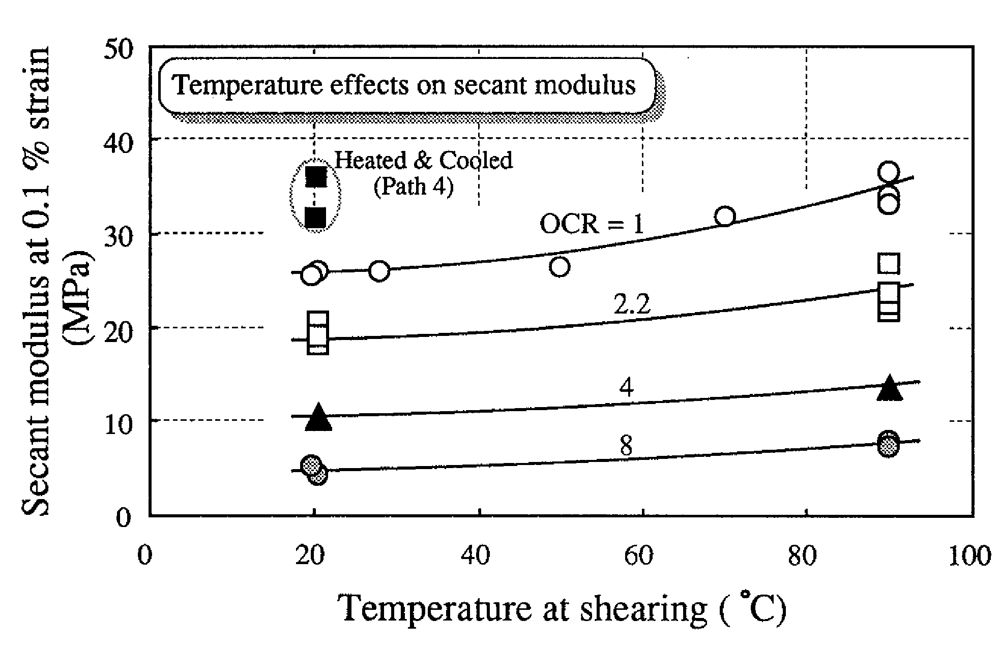 Secant modulus at 0.1 % strain
(MPa)
50
40
30
20
10
0
Temperature effects on secant modulus
Heated & Cooled
(Path 4)
OCR = 1
2.2
4
8
0 20 40 60 80 100
Temperature at shearing ( °C)